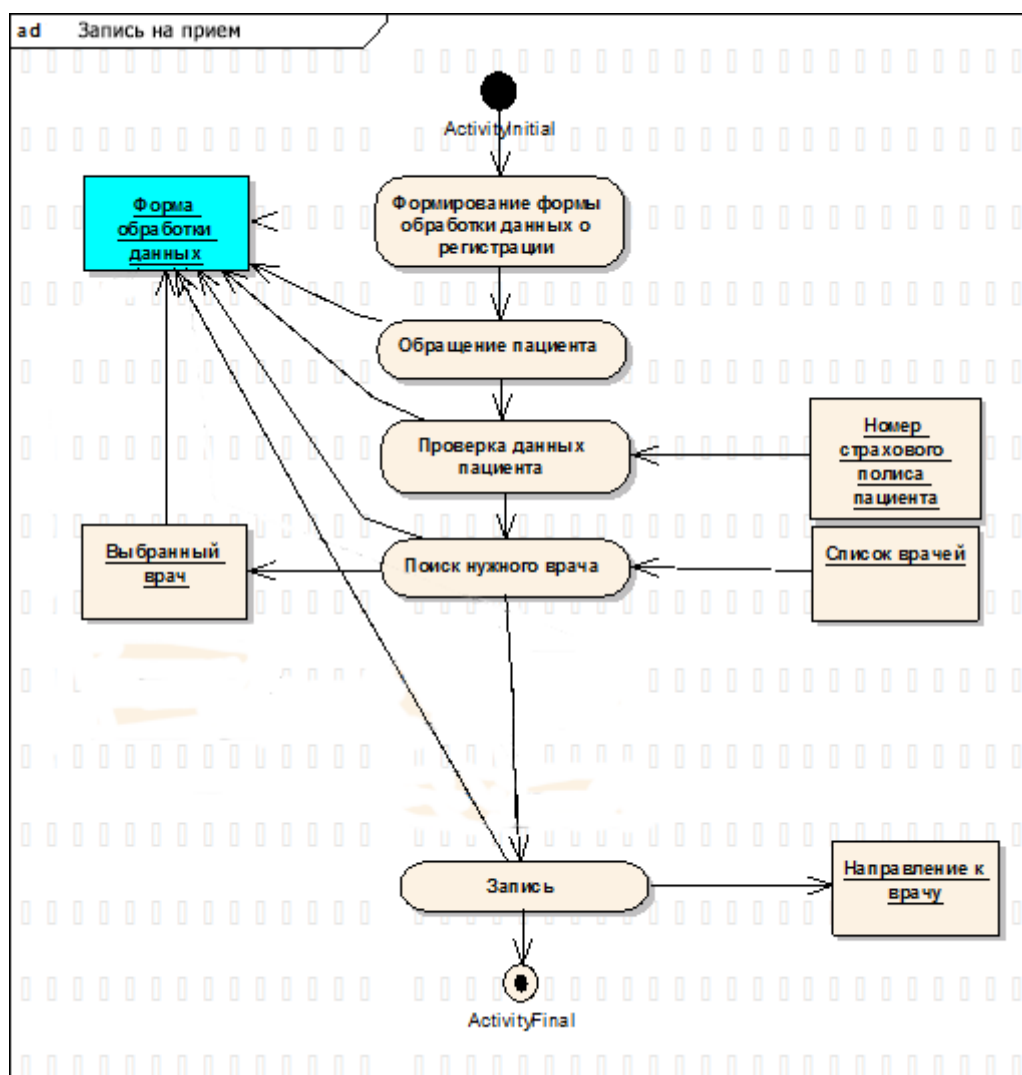 ad Запись на прием
ActivityInitial
Форма
обработки
данных
Формирование формы
обработки данных о
регистрации
Обращение пациента
Проверка данных
пациента
Номер
страхового
полиса
пациента
Выбранный
врач
Поиск нужного врача
Список врачей
Запись
Направление к
врачу
ActivityFinal